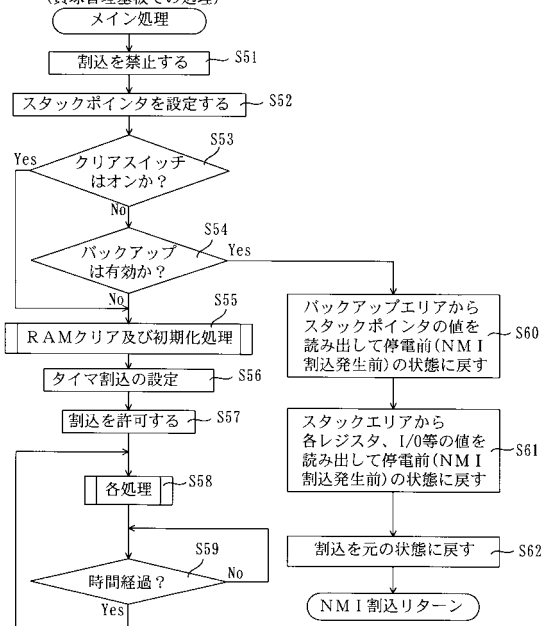 メイン処理
割込を禁止する
S51
スタックポインタを設定する
S52
S53
Yes
クリアスイッチ
はオンか？
No
S54
バックアップ
は有効か？
Yes
No
S55
RAMクリア及び初期化処理
タイマ割込の設定
S56
割込を許可する
S57
各処理
S58
S59
時間経過？
No
Yes
バックアップエリアから
スタックポインタの値を
読み出して停電前(NMI
割込発生前)の状態に戻す
S60
スタックエリアから
各レジスタ、I/O等の値を
読み出して停電前(NMI
割込発生前)の状態に戻す
S61
割込を元の状態に戻す
S62
NMI割込リターン